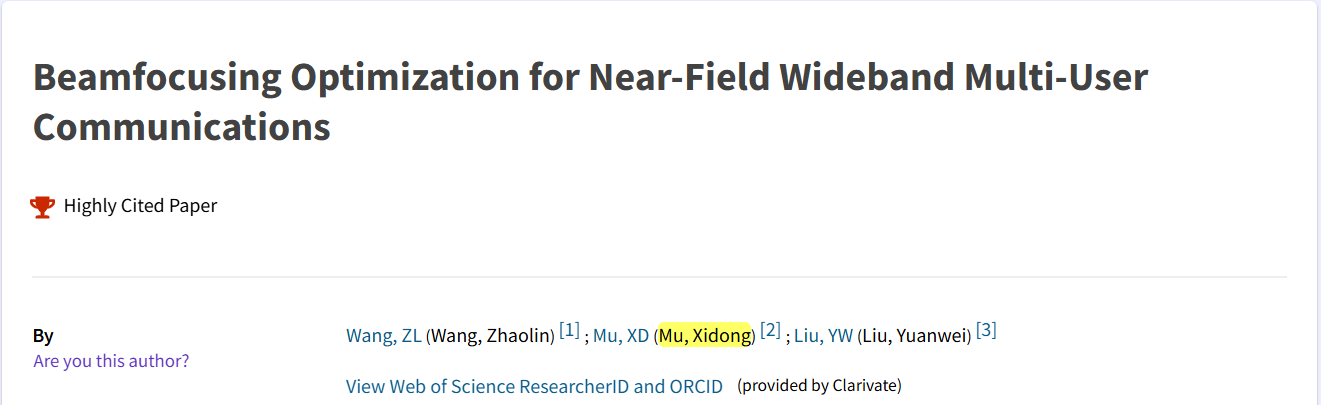 Beamfocusing Optimization for Near-Field Wideband Multi-User
Communications
Highly Cited Paper
By
Wang, ZL (Wang, Zhaolin) [1] ; Mu, XD (Mu, Xidong) [2] ; Liu, YW (Liu, Yuanwei) [3]
Are you this author?
View Web of Science ResearcherID and ORCID (provided by Clarivate)